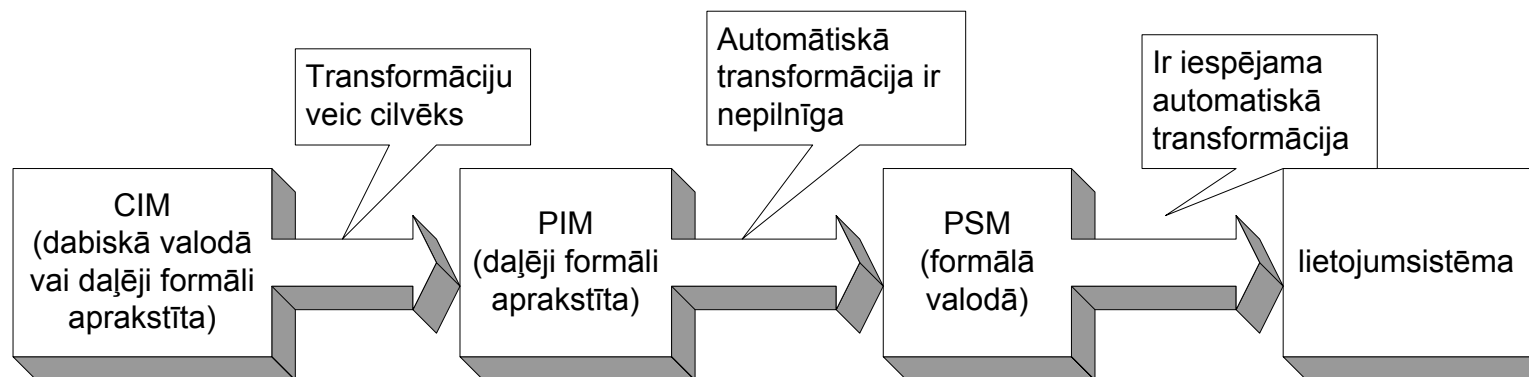 Transformāciju
veic cilvēks
Automātiskā
transformācija ir
nepilnīga
Ir iespējama
automatiskā
transformācija
CIM
(dabiskā valodā
vai daļēji formāli
aprakstīta)
PIM
(daļēji formāli
aprakstīta)
PSM
(formālā
valodā)
lietojumsistēma